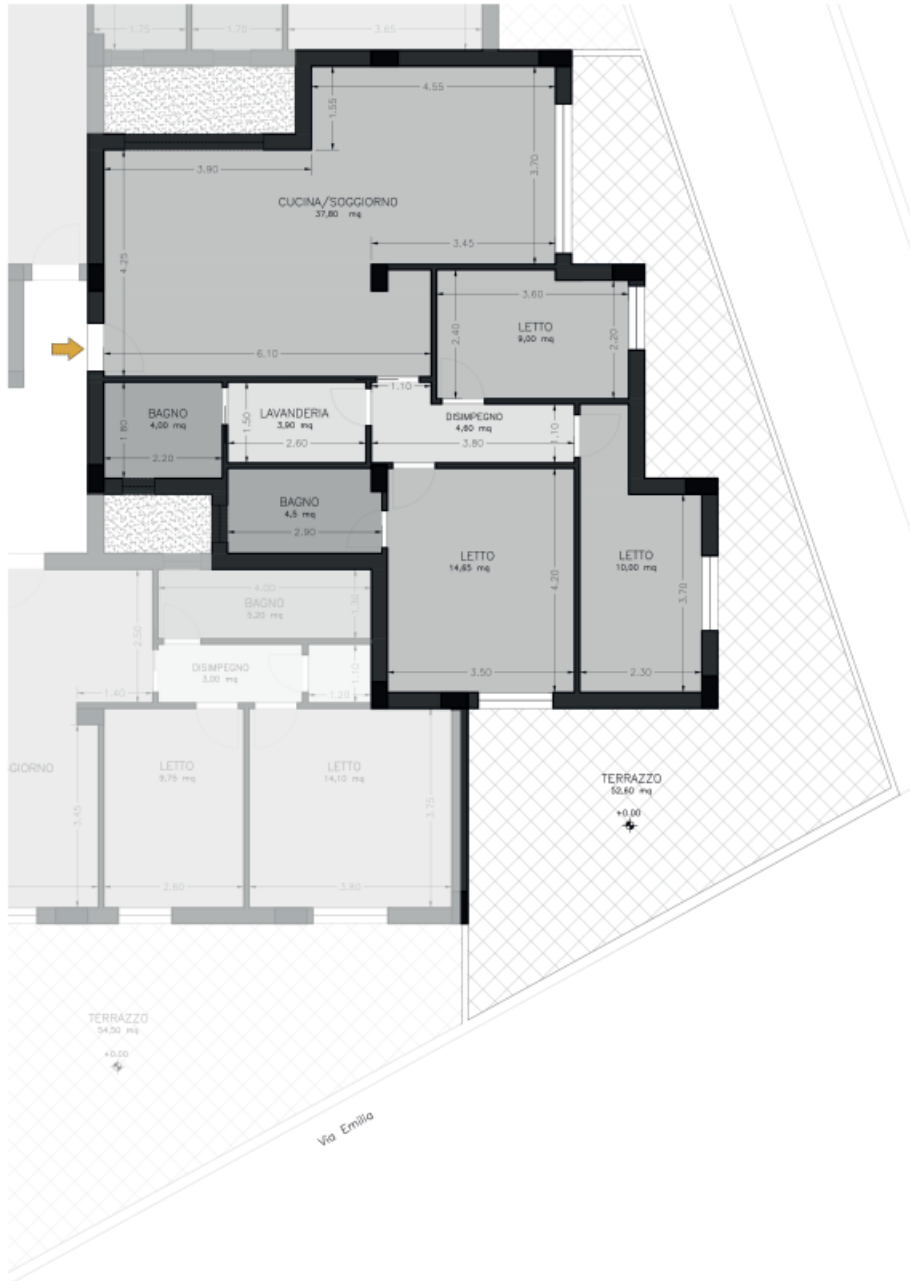 1.75
1.70
3.65
4.55
1.55
3.90
3.70
CUCINA/SOGGIORNO
37,80 mq
3.45
4.25
3.60
LETTO
9,00 mq
2.40
2.20
6.10
1.10
BAGNO
4,00 mq
1.80
2.20
LAVANDERIA
3,90 mq
1.50
2.60
DISIMPEGNO
4,60 mq
3.80
1.10
BAGNO
4,5 mq
2.90
LETTO
14,65 mq
4.20
3.50
LETTO
10,00 mq
3.70
2.30
4.00
BAGNO
5,20 mq
1.30
2.50
DISIMPEGNO
3,00 mq
1.10
1.20
1.40
GIORNO
3.45
LETTO
9,75 mq
2.60
LETTO
14,10 mq
3.75
3.80
TERRAZZO
52,60 mq
+0.00
TERRAZZO
54,50 mq
+0.00
Via Emilia